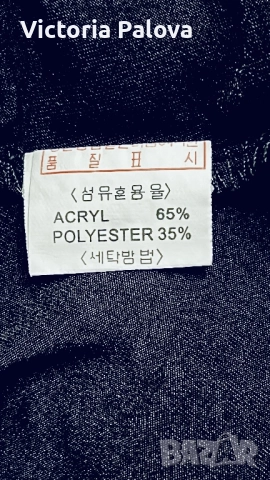 Victoria Palova
품 질 표 시
〈섬유혼용율〉
ACRYL 65%
POLYESTER 35%
〈세탁방법〉
BAZAR